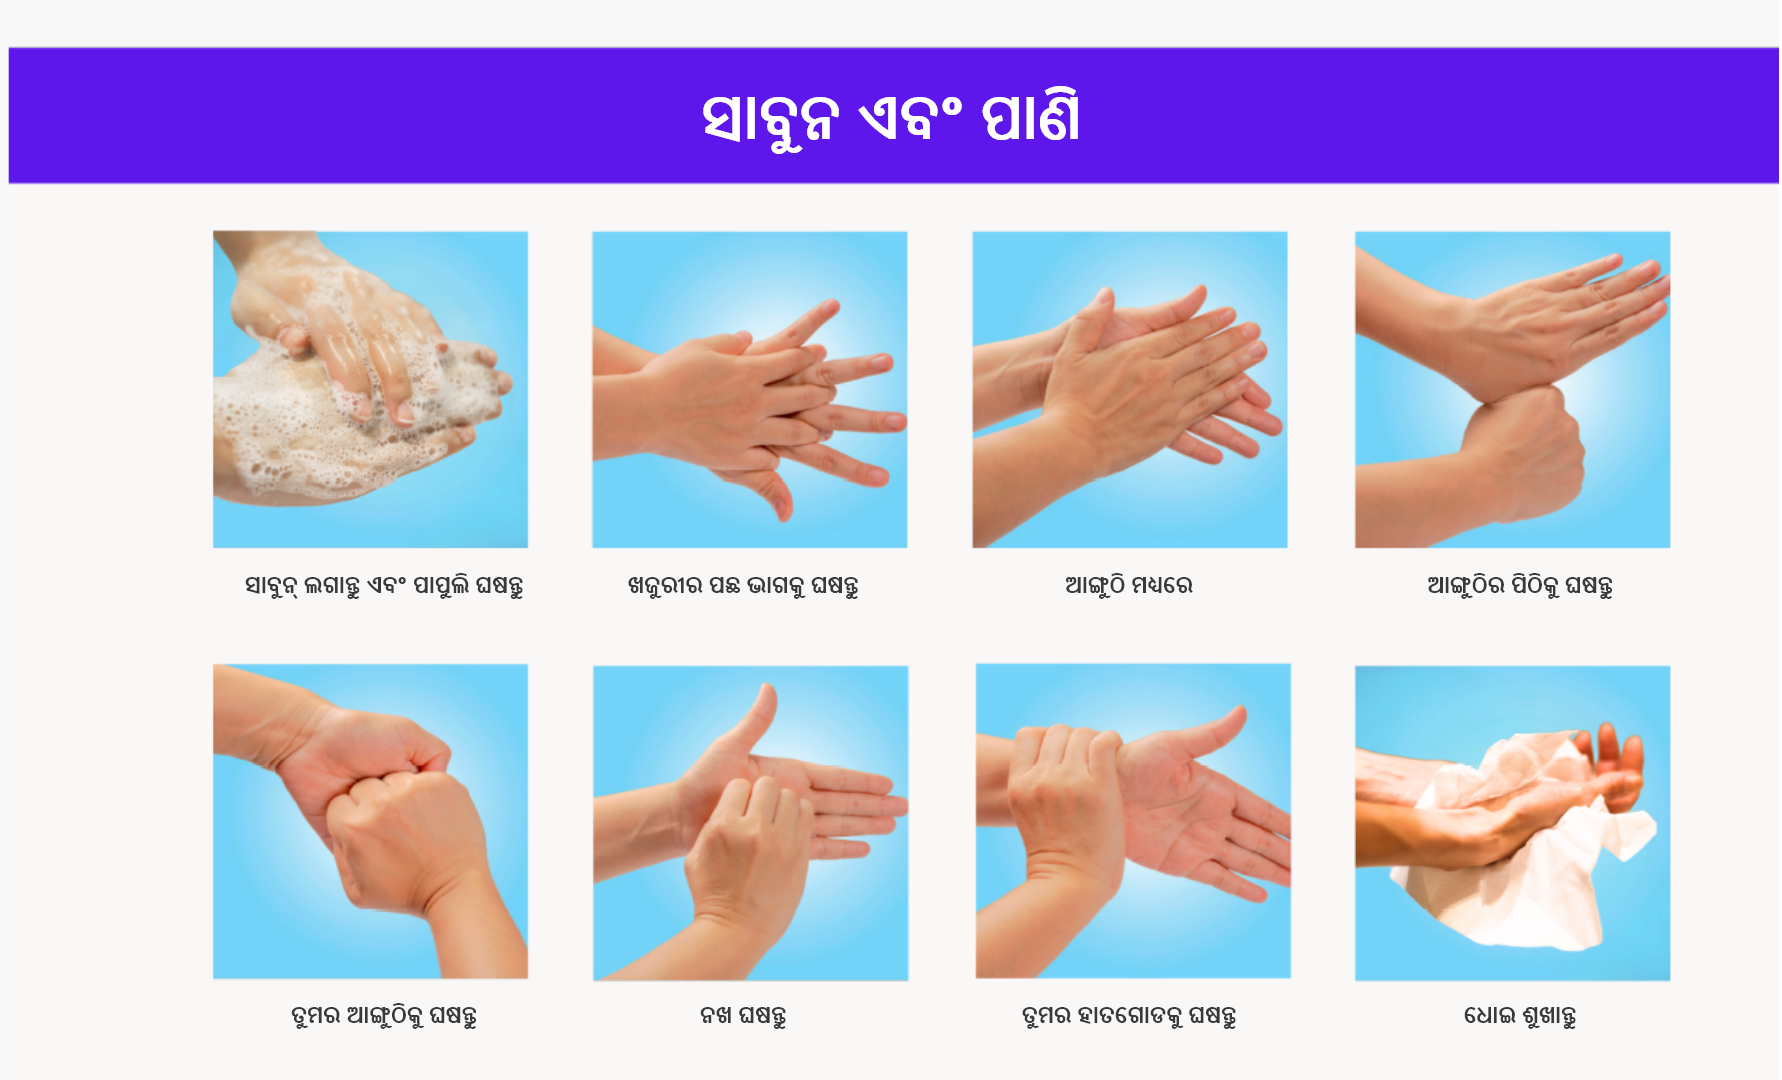 ସାବୁନ ଏବଂ ପାଣି
ସାବୁନ୍ ଲଗାନ୍ତୁ ଏବଂ ପାପୁଲି ଘଷନ୍ତୁ
ଖଜୁରୀର ପଛ ଭାଗକୁ ଘଷନ୍ତୁ
ଆଙ୍ଗୁଠି ମଧ୍ୟରେ
ଆଙ୍ଗୁଠିର ପିଠିକୁ ଘଷନ୍ତୁ
ତୁମର ଆଙ୍ଗୁଠିକୁ ଘଷନ୍ତୁ
ନଖ ଘଷନ୍ତୁ
ତୁମର ହାତଗୋଡକୁ ଘଷନ୍ତୁ
ଧୋଇ ଶୁଖାନ୍ତୁ